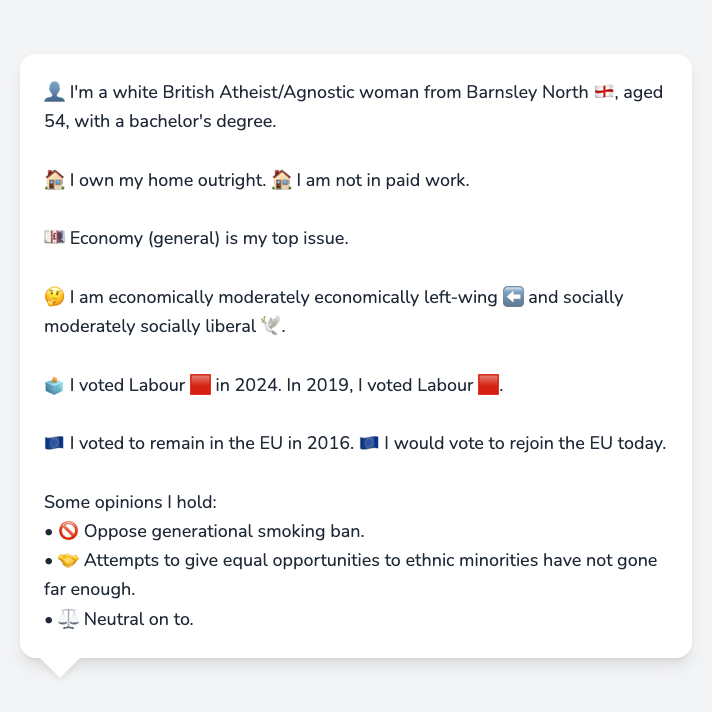 👤 I'm a white British Atheist/Agnostic woman from Barnsley North 🏴󠁧󠁢󠁥󠁮󠁧󠁿, aged
54, with a bachelor's degree.
🏠 I own my home outright. 🏠 I am not in paid work.
💷 Economy (general) is my top issue.
🤔 I am economically moderately economically left-wing ⬅️ and socially
moderately socially liberal 🕊️.
🗳️ I voted Labour 🟥 in 2024. In 2019, I voted Labour 🟥.
🇪🇺 I voted to remain in the EU in 2016. 🇪🇺 I would vote to rejoin the EU today.
Some opinions I hold:
• 🚫 Oppose generational smoking ban.
• 🤝 Attempts to give equal opportunities to ethnic minorities have not gone
far enough.
• ⚖️ Neutral on to.